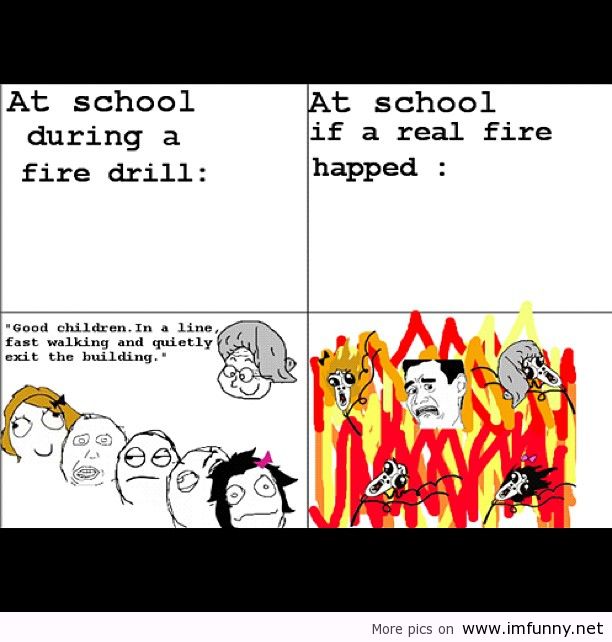 At school
during a
fire drill:
At school
if a real fire
happed :
"Good children.In a line,
fast walking and quietly
exit the building."
More pics on www.imfunny.net